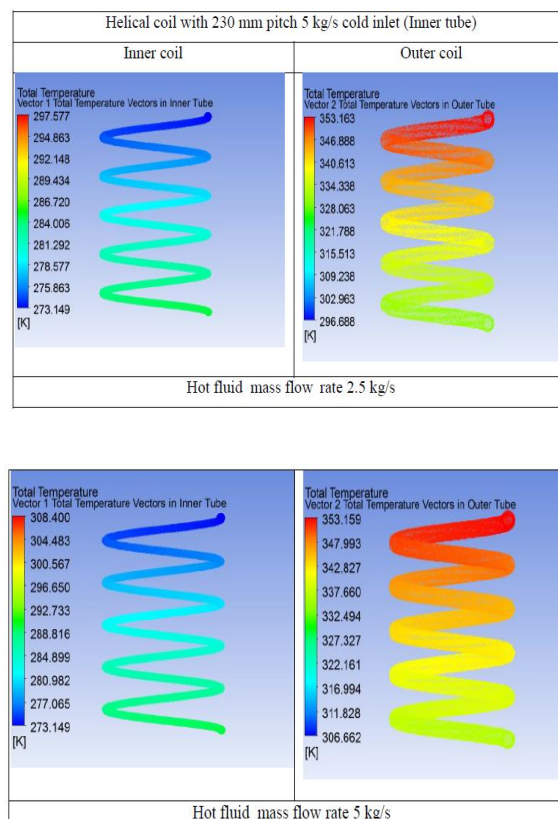 Helical coil with 230 mm pitch 5 kg/s cold inlet (Inner tube)
Inner coil
Outer coil
Total Temperature
Vector 1 Total Temperature Vectors in Inner Tube
297.577
294.863
292.148
289.434
286.720
284.006
281.292
278.577
275.863
273.149
[K]
Total Temperature
Vector 2 Total Temperature Vectors in Outer Tube
353.163
346.888
340.613
334.338
328.063
321.788
315.513
309.238
302.963
296.688
[K]
Hot fluid mass flow rate 2.5 kg/s
Total Temperature
Vector 1 Total Temperature Vectors in Inner Tube
308.400
304.483
300.567
296.650
292.733
288.816
284.899
280.982
277.065
273.149
[K]
Total Temperature
Vector 2 Total Temperature Vectors in Outer Tube
353.159
347.993
342.827
337.660
332.494
327.327
322.161
316.994
311.828
306.662
[K]
Hot fluid mass flow rate 5 kg/s